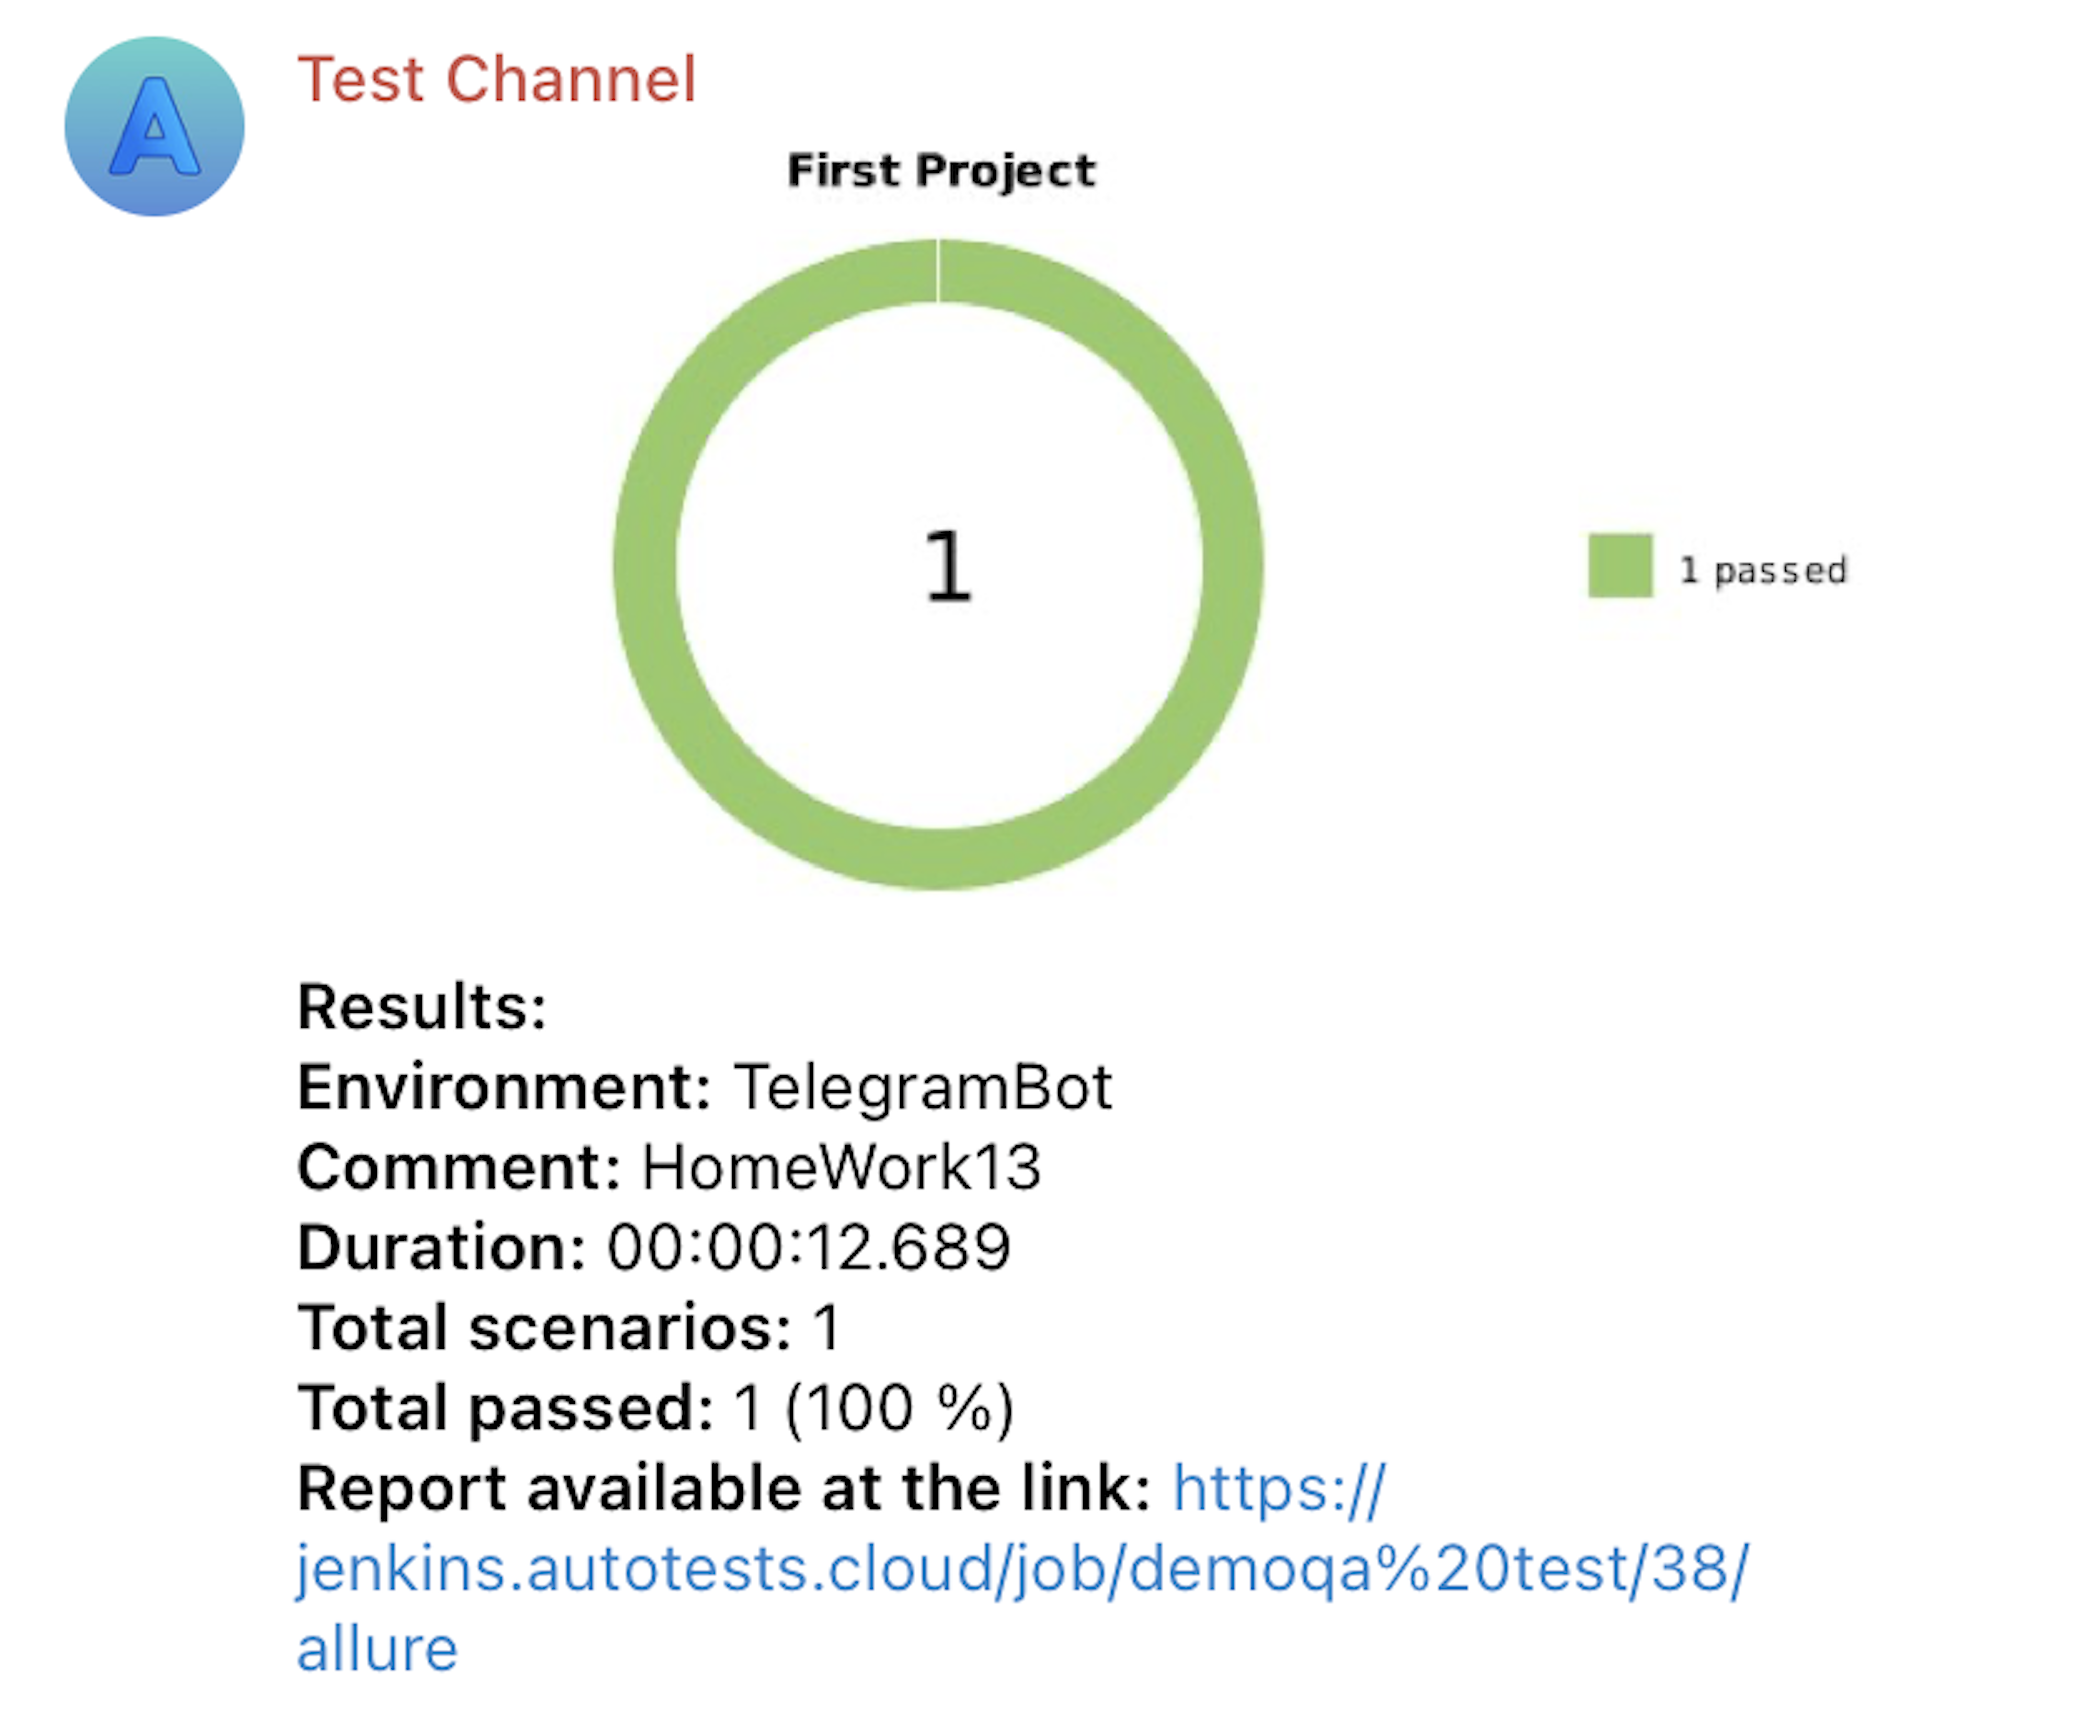 A
Test Channel
First Project
1
1 passed
Results:
Environment: TelegramBot
Comment: HomeWork13
Duration: 00:00:12.689
Total scenarios: 1
Total passed: 1 (100 %)
Report available at the link: https://
jenkins.autotests.cloud/job/demoqa%20test/38/
allure